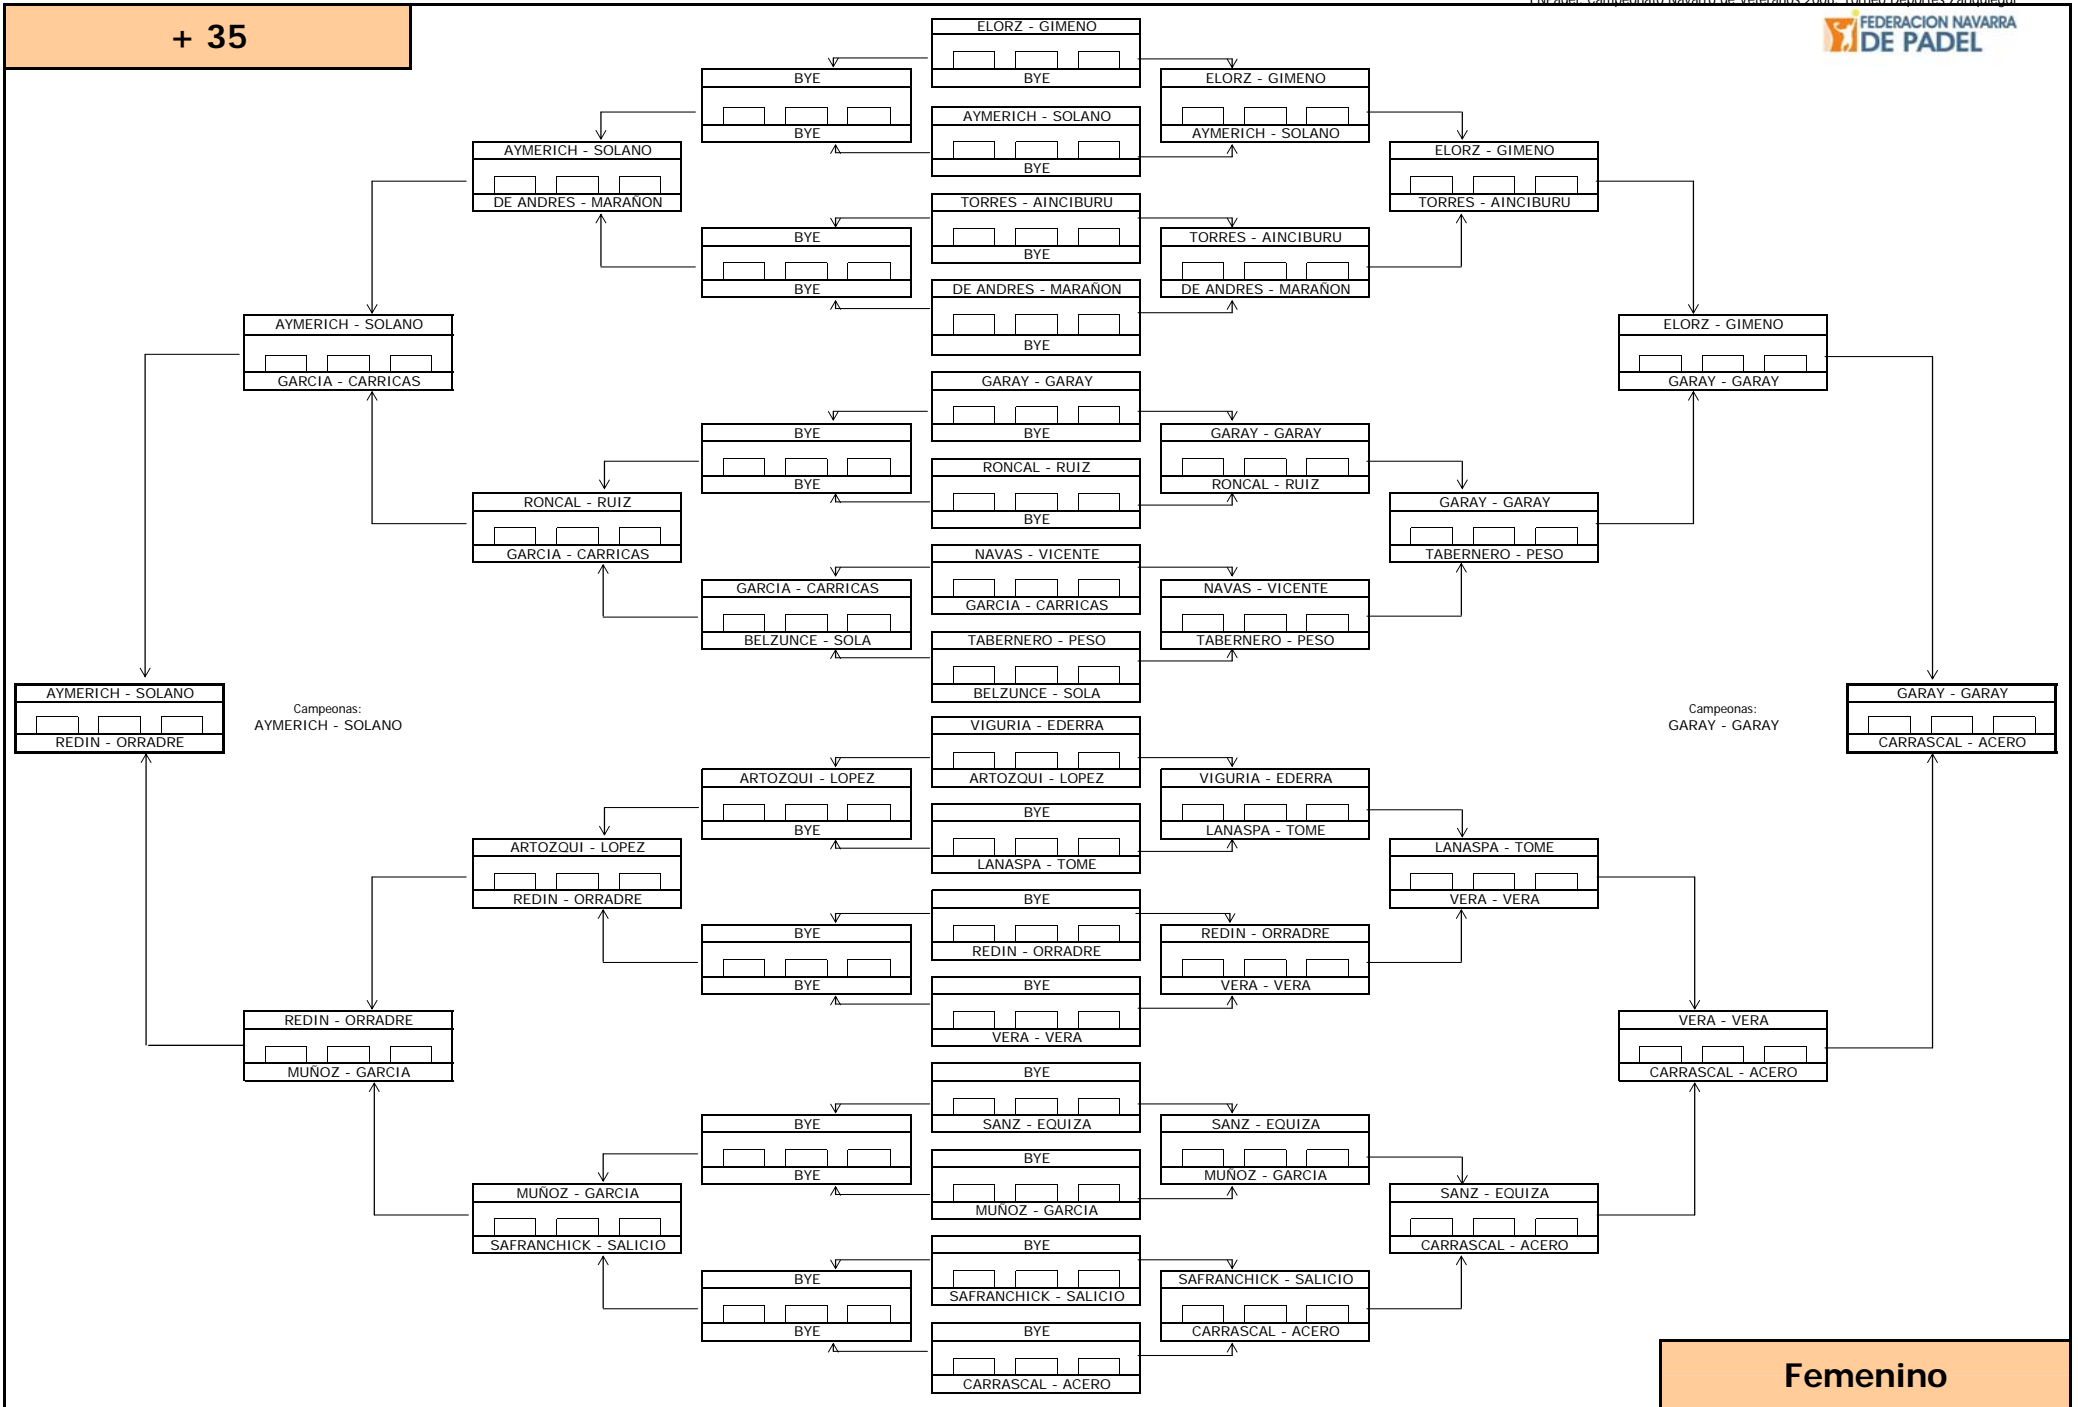 + 35
FEDERACION NAVARRA
DE PADEL
ELORZ - GIMENO
BYE
AYMERICH - SOLANO
BYE
TORRES - AINCIBURU
BYE
DE ANDRES - MARAÑON
BYE
GARAY - GARAY
BYE
RONCAL - RUIZ
BYE
NAVAS - VICENTE
GARCIA - CARRICAS
TABERNERO - PESO
BELZUNCE - SOLA
VIGURIA - EDERRA
ARTOZQUI - LOPEZ
BYE
LANASPA - TOME
BYE
REDIN - ORRADRE
BYE
VERA - VERA
BYE
SANZ - EQUIZA
BYE
MUÑOZ - GARCIA
BYE
SAFRANCHICK - SALICIO
BYE
CARRASCAL - ACERO
BYE
BYE
BYE
BYE
BYE
BYE
GARCIA - CARRICAS
BELZUNCE - SOLA
ARTOZQUI - LOPEZ
BYE
BYE
BYE
BYE
BYE
BYE
BYE
AYMERICH - SOLANO
DE ANDRES - MARAÑON
RONCAL - RUIZ
GARCIA - CARRICAS
ARTOZQUI - LOPEZ
REDIN - ORRADRE
MUÑOZ - GARCIA
SAFRANCHICK - SALICIO
AYMERICH - SOLANO
GARCIA - CARRICAS
REDIN - ORRADRE
MUÑOZ - GARCIA
AYMERICH - SOLANO
REDIN - ORRADRE
Campeonas:
AYMERICH - SOLANO
ELORZ - GIMENO
AYMERICH - SOLANO
TORRES - AINCIBURU
DE ANDRES - MARAÑON
GARAY - GARAY
RONCAL - RUIZ
NAVAS - VICENTE
TABERNERO - PESO
VIGURIA - EDERRA
LANASPA - TOME
REDIN - ORRADRE
VERA - VERA
SANZ - EQUIZA
MUÑOZ - GARCIA
SAFRANCHICK - SALICIO
CARRASCAL - ACERO
ELORZ - GIMENO
TORRES - AINCIBURU
GARAY - GARAY
TABERNERO - PESO
LANASPA - TOME
VERA - VERA
SANZ - EQUIZA
CARRASCAL - ACERO
ELORZ - GIMENO
GARAY - GARAY
VERA - VERA
CARRASCAL - ACERO
Campeonas:
GARAY - GARAY
GARAY - GARAY
CARRASCAL - ACERO
Femenino